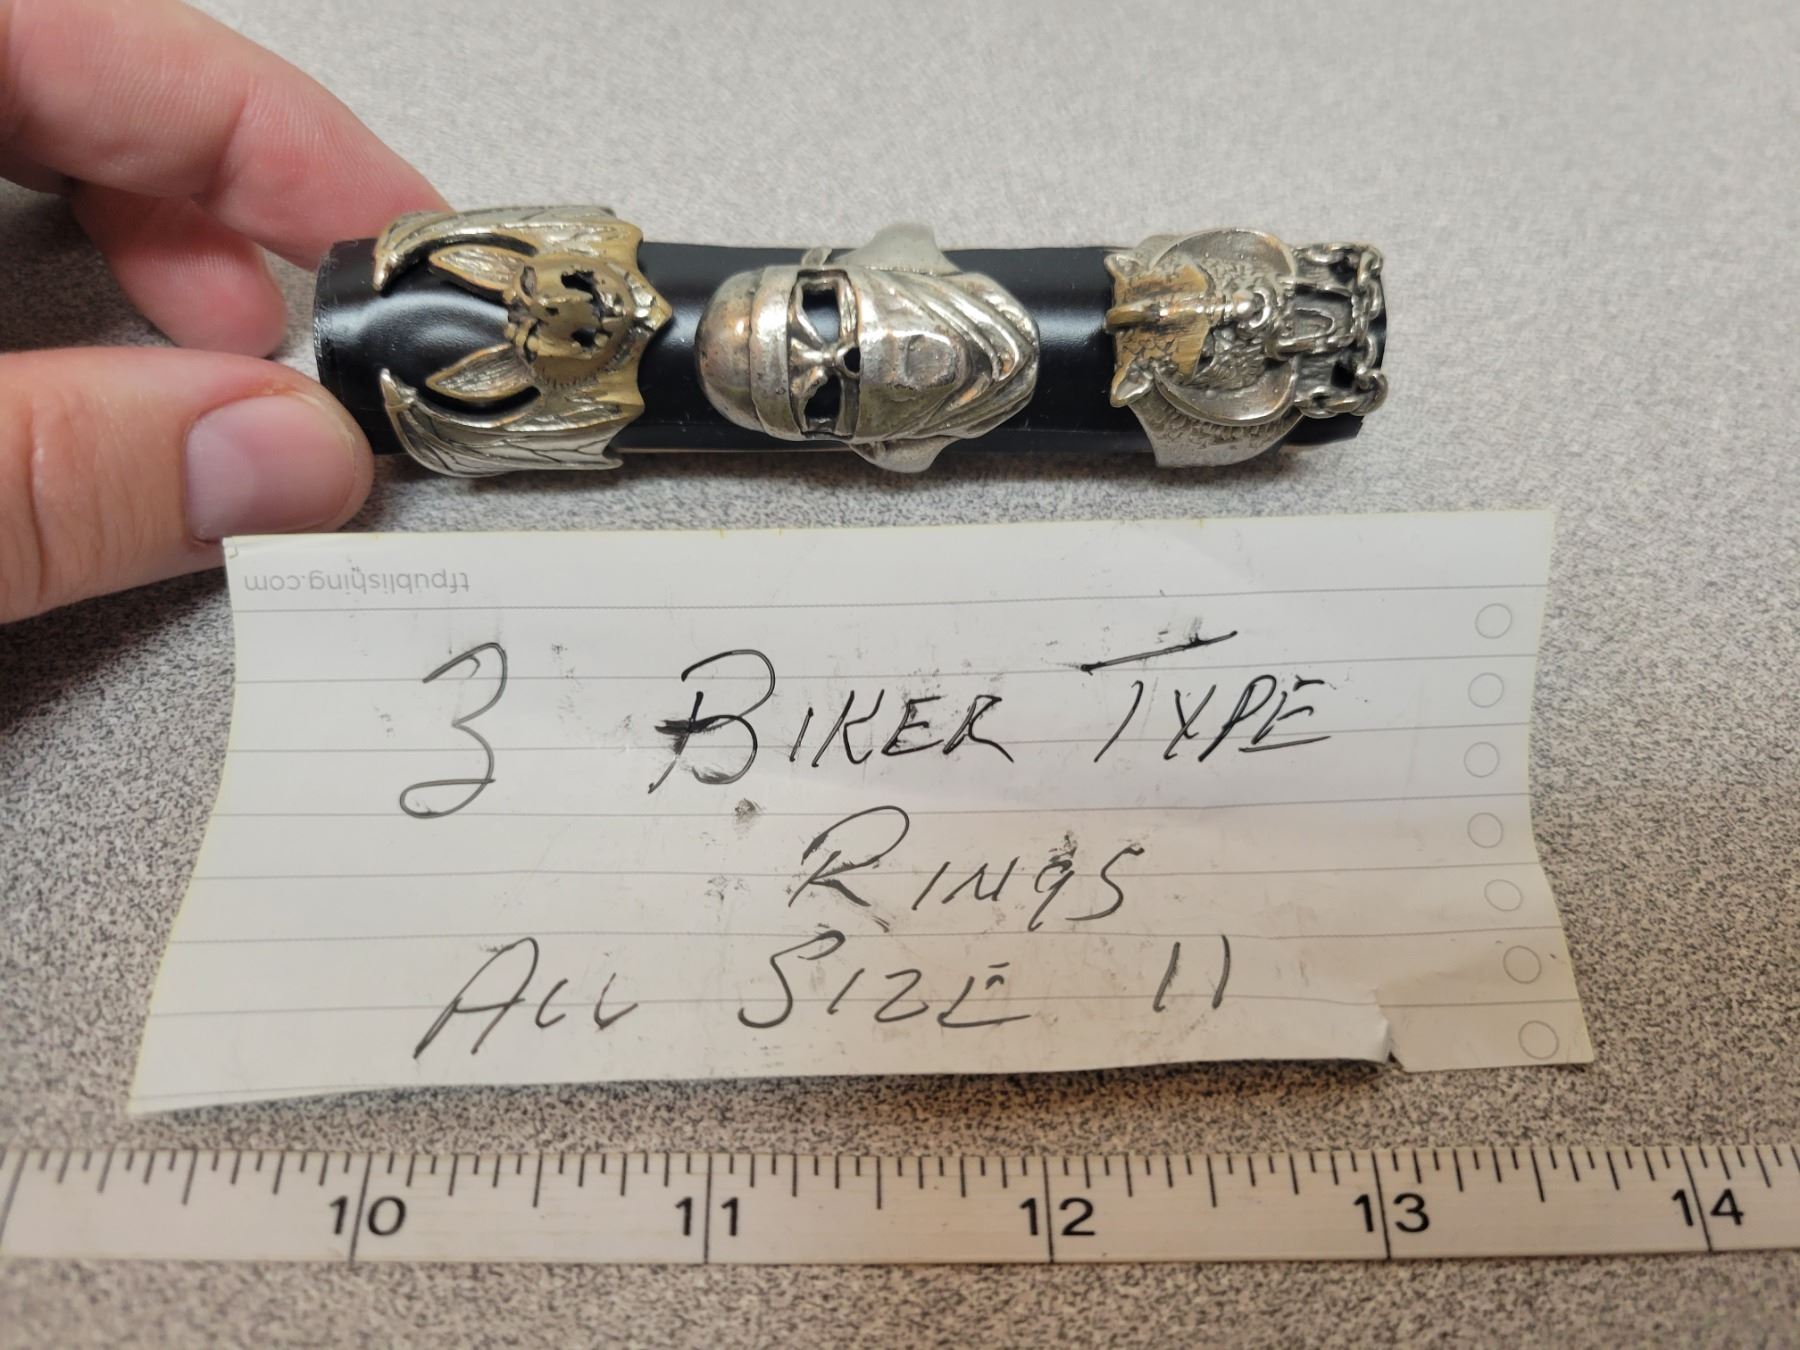 tfpublishing.com
3 BIKER TYPE
RINGS
ALL SIZE 11
10 11 12 13 14